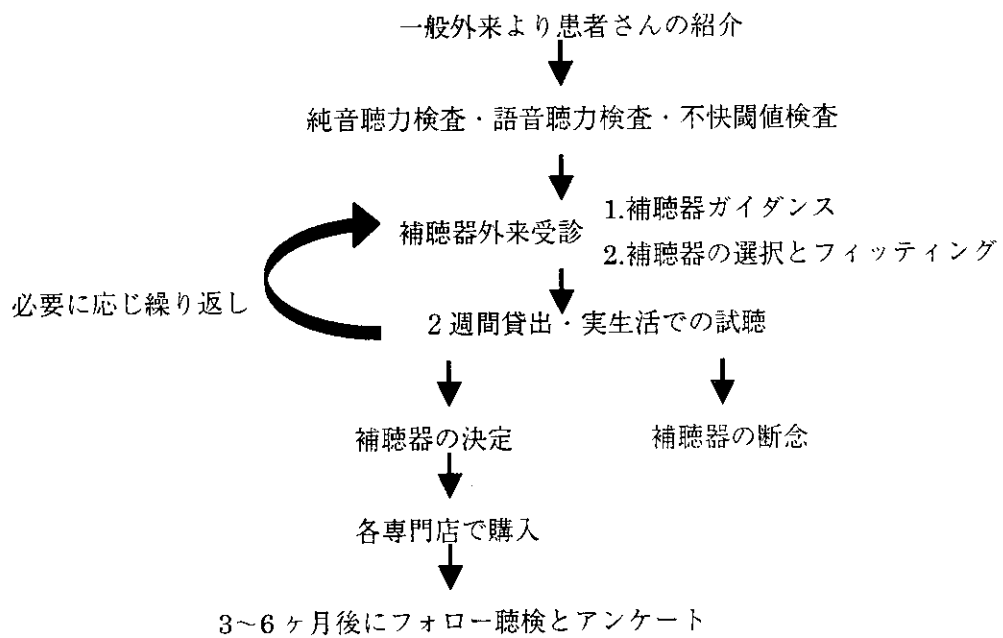 一般外来より患者さんの紹介
純音聴力検査・語音聴力検査・不快閾値検査
補聴器外来受診
1.補聴器ガイダンス
2.補聴器の選択とフィッティング
必要に応じ繰り返し
2週間貸出・実生活での試聴
補聴器の決定
補聴器の断念
各専門店で購入
3~6ヶ月後にフォロー聴検とアンケート